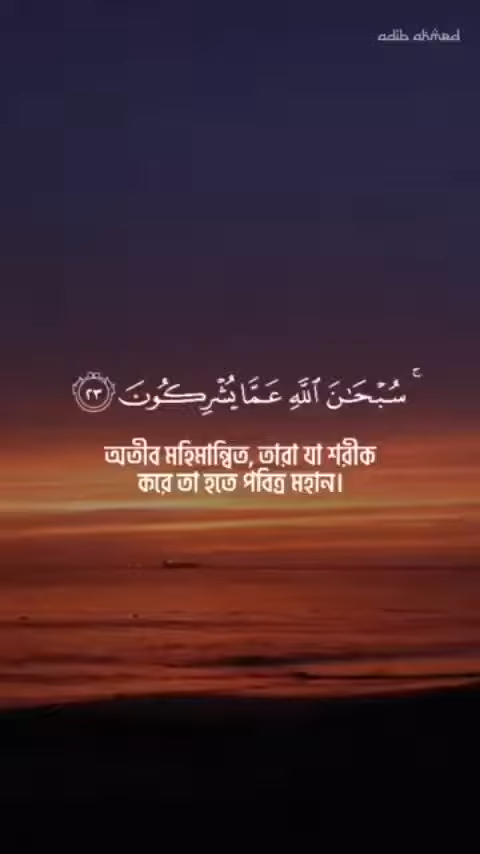 adib ahmed
سُبْحَـٰنَ ٱللَّهِ عَمَّا يُشْرِكُونَ ٢٣
অতীব মহিমান্বিত, তারা যা শরীক
করে তা হতে পবিত্র মহান।